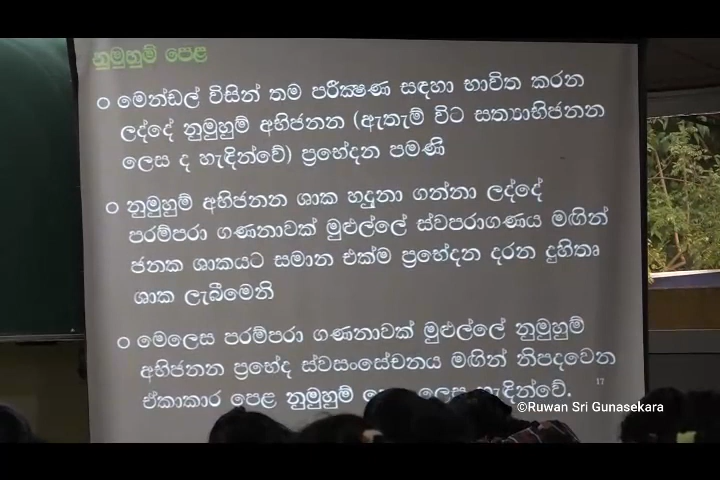 නුමුහුම් පෙළ
මෙන්ඩල් විසින් තම පරීක්ෂණ සඳහා භාවිත කරන
ලද්දේ නුමුහුම් අභිජනන (ඇතැම් විට සත්‍යාභිජනන
ලෙස ද හැඳින්වේ) ප්‍රභේදන පමණි
නුමුහුම් අභිජනන ශාක හදුනා ගන්නා ලද්දේ
පරම්පරා ගණනාවක් මුළුල්ලේ ස්වපරාගණය මඟින්
ජනක ශාකයට සමාන එක්ම ප්‍රභේදන දරන දුහිතෘ
ශාක ලැබීමෙනි
මෙලෙස පරම්පරා ගණනාවක් මුළුල්ලේ නුමුහුම්
අභිජනන ප්‍රභේද ස්වසංසේචනය මඟින් නිපදවෙන
ඒකාකාර පෙළ නුමුහුම් ලෙස හැඳින්වේ.
17
©Ruwan Sri Gunasekara